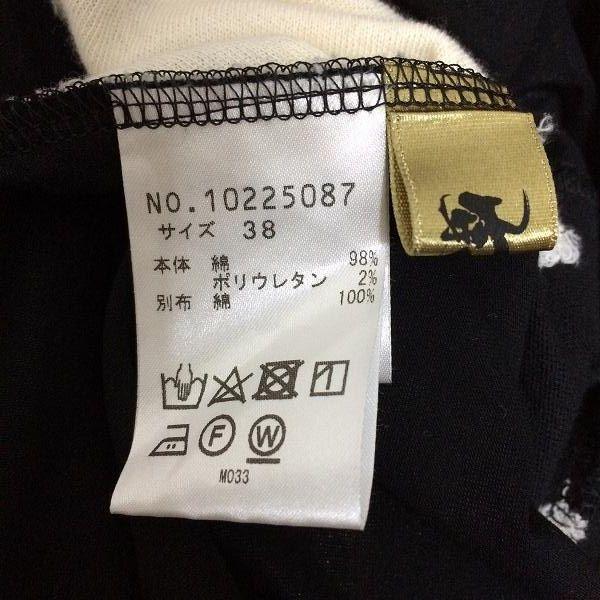 NO.10225087
サイズ 38
本体 綿 98%
ポリウレタン 2%
別布 綿 100%
F W
M033